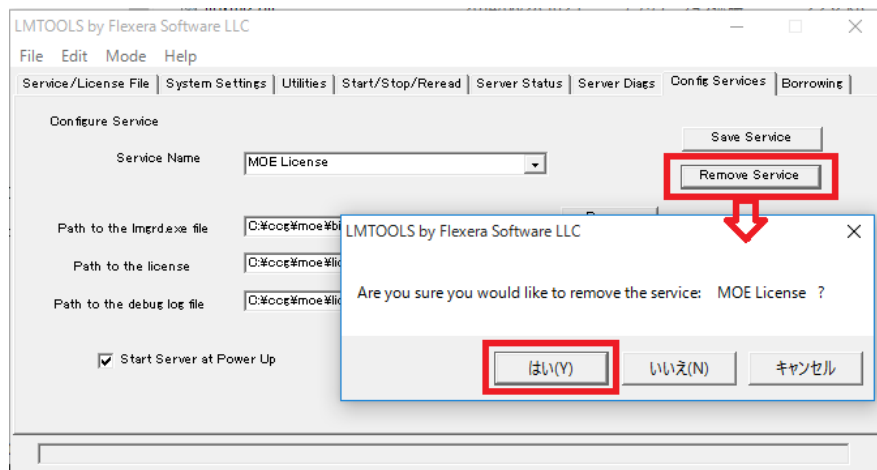 LMTOOLS by Flexera Software LLC
File Edit Mode Help
Service/License File System Settings Utilities Start/Stop/Reread Server Status Server Diags Config Services Borrowing
Configure Service
Save Service
Service Name MOE License
Remove Service
Path to the lmgrd.exe file C:¥ccg¥moe¥bi
LMTOOLS by Flexera Software LLC
Path to the license C:¥ccg¥moe¥lic
Are you sure you would like to remove the service: MOE License ?
Path to the debug log file C:¥ccg¥moe¥lic
Start Server at Power Up
はい(Y) いいえ(N) キャンセル